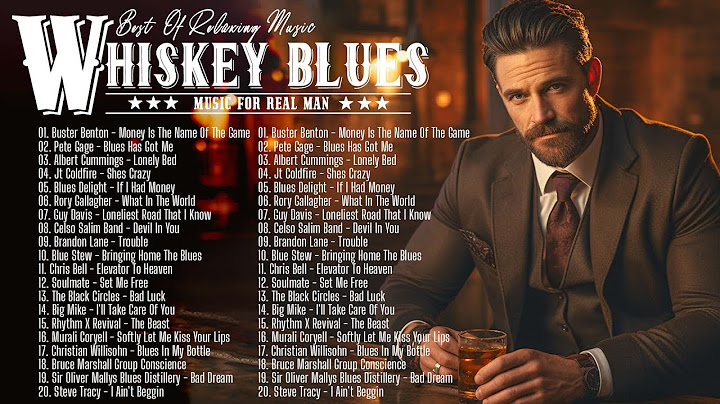 Best Of Relaxing Music
WHISKEY BLUES
MUSIC FOR REAL MAN
01. Buster Benton - Money Is The Name Of The Game
02. Pete Gage - Blues Has Got Me
03. Albert Cummings - Lonely Bed
04. Jt Coldfire - Shes Crazy
05. Blues Delight - If I Had Money
06. Rory Gallagher - What In The World
07. Guy Davis - Loneliest Road That I Know
08. Celso Salim Band - Devil In You
09. Brandon Lane - Trouble
10. Blue Stew - Bringing Home The Blues
11. Chris Bell - Elevator To Heaven
12. Soulmate - Set Me Free
13. The Black Circles - Bad Luck
14. Big Mike - I'll Take Care Of You
15. Rhythm X Revival - The Beast
16. Murali Coryell - Softly Let Me Kiss Your Lips
17. Christian Willisohn - Blues In My Bottle
18. Bruce Marshall Group Conscience
19. Sir Oliver Mallys Blues Distillery - Bad Dream
20. Steve Tracy - I Ain't Beggin
01. Buster Benton - Money Is The Name Of The Game
02. Pete Gage - Blues Has Got Me
03. Albert Cummings - Lonely Bed
04. Jt Coldfire - Shes Crazy
05. Blues Delight - If I Had Money
06. Rory Gallagher - What In The World
07. Guy Davis - Loneliest Road That I Know
08. Celso Salim Band - Devil In You
09. Brandon Lane - Trouble
10. Blue Stew - Bringing Home The Blues
11. Chris Bell - Elevator To Heaven
12. Soulmate - Set Me Free
13. The Black Circles - Bad Luck
14. Big Mike - I'll Take Care Of You
15. Rhythm X Revival - The Beast
16. Murali Coryell - Softly Let Me Kiss Your Lips
17. Christian Willisohn - Blues In My Bottle
18. Bruce Marshall Group Conscience
19. Sir Oliver Mallys Blues Distillery - Bad Dream
20. Steve Tracy - I Ain't Beggin